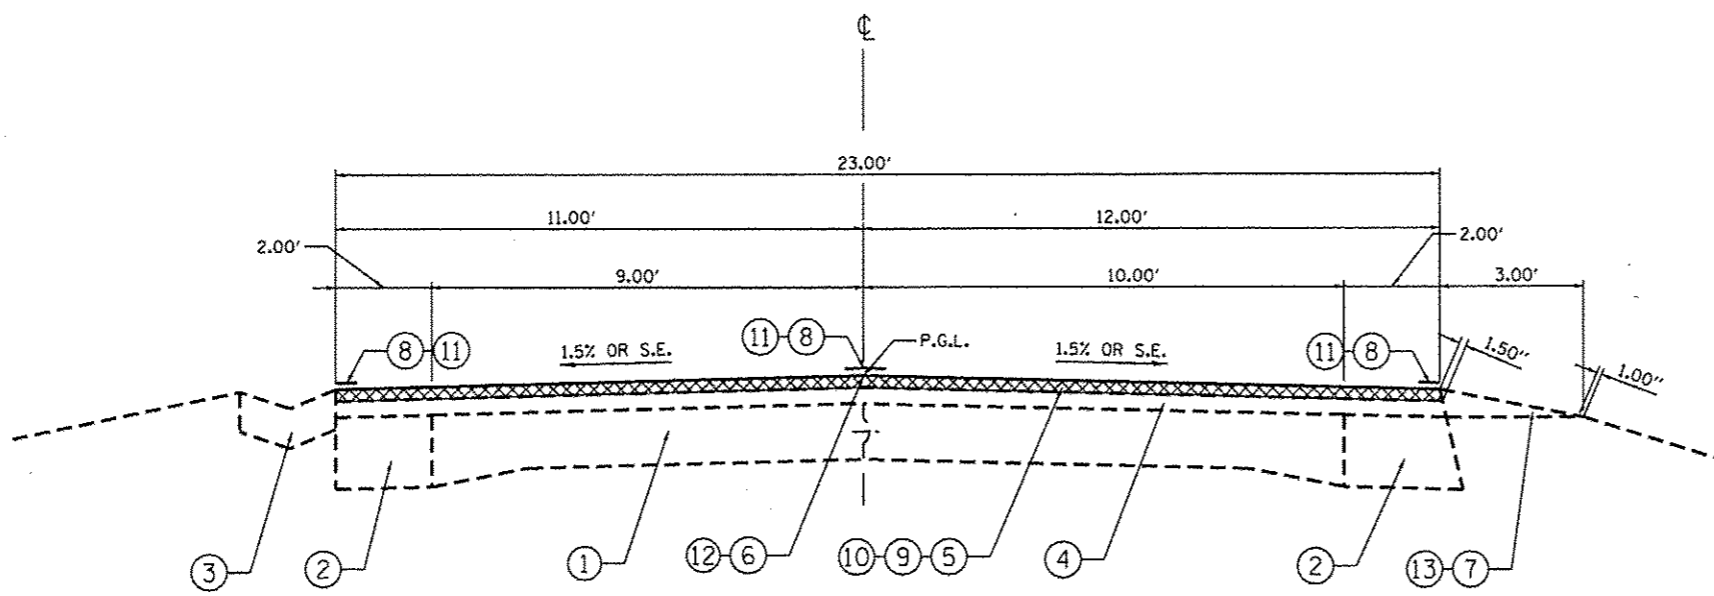 ℄
23.00'
11.00' 12.00'
2.00' 2.00'
9.00' 10.00' 3.00'
8 11 1.5% OR S.E. 11 8 P.G.L. 1.5% OR S.E. 11 8 1.50"
1.00"
3 2 1 12 6 10 9 5 4 2 13 7